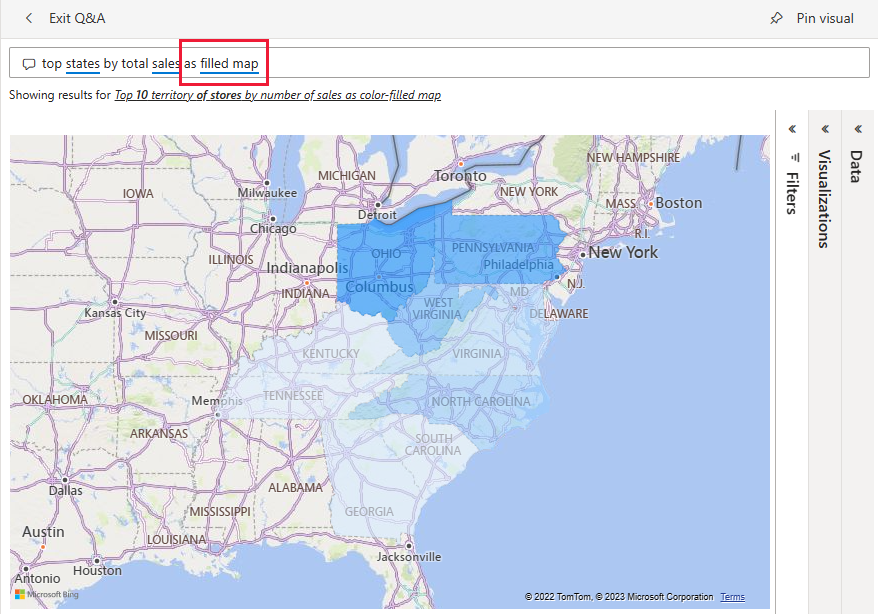 Exit Q&A
Pin visual
top states by total sales as filled map
Showing results for Top 10 territory of stores by number of sales as color-filled map
Filters
Visualizations
Data
NEW HAMPSHIRE
MICHIGAN
Toronto
IOWA
Milwaukee
NEW YORK
MASS.
Boston
Detroit
Chicago
R.I.
OHIO
PENNSYLVANIA
New York
ILLINOIS
Indianapolis
Philadelphia
INDIANA
Columbus
N.J.
MD
WEST
VIRGINIA
DELAWARE
Kansas City
MISSOURI
KENTUCKY
VIRGINIA
OKLAHOMA
Memphis
TENNESSEE
NORTH CAROLINA
ARKANSAS
SOUTH
CAROLINA
Dallas
ALABAMA
MISSISSIPPI
GEORGIA
Austin
LOUISIANA
Jacksonville
Houston
Antonio
Microsoft Bing
© 2022 TomTom, © 2023 Microsoft Corporation Terms